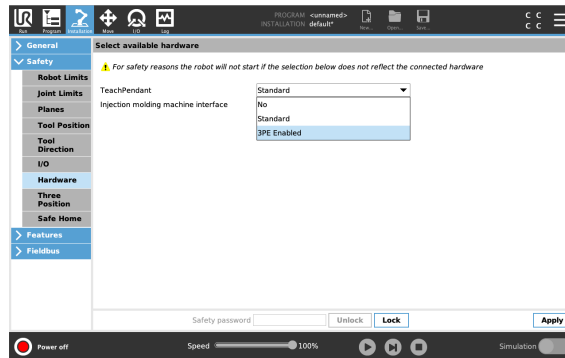 UR
PROGRAM <unnamed>
INSTALLATION default*
Run Program Installation Move I/O Log New... Open... Save...
C C
C C
General
Safety
Robot Limits
Joint Limits
Planes
Tool Position
Tool
Direction
I/O
Hardware
Three
Position
Safe Home
Features
Fieldbus
Select available hardware
For safety reasons the robot will not start if the selection below does not reflect the connected hardware
TeachPendant Standard
Injection molding machine interface
No
Standard
3PE Enabled
Safety password Unlock Lock Apply
Power off Speed 100% Simulation